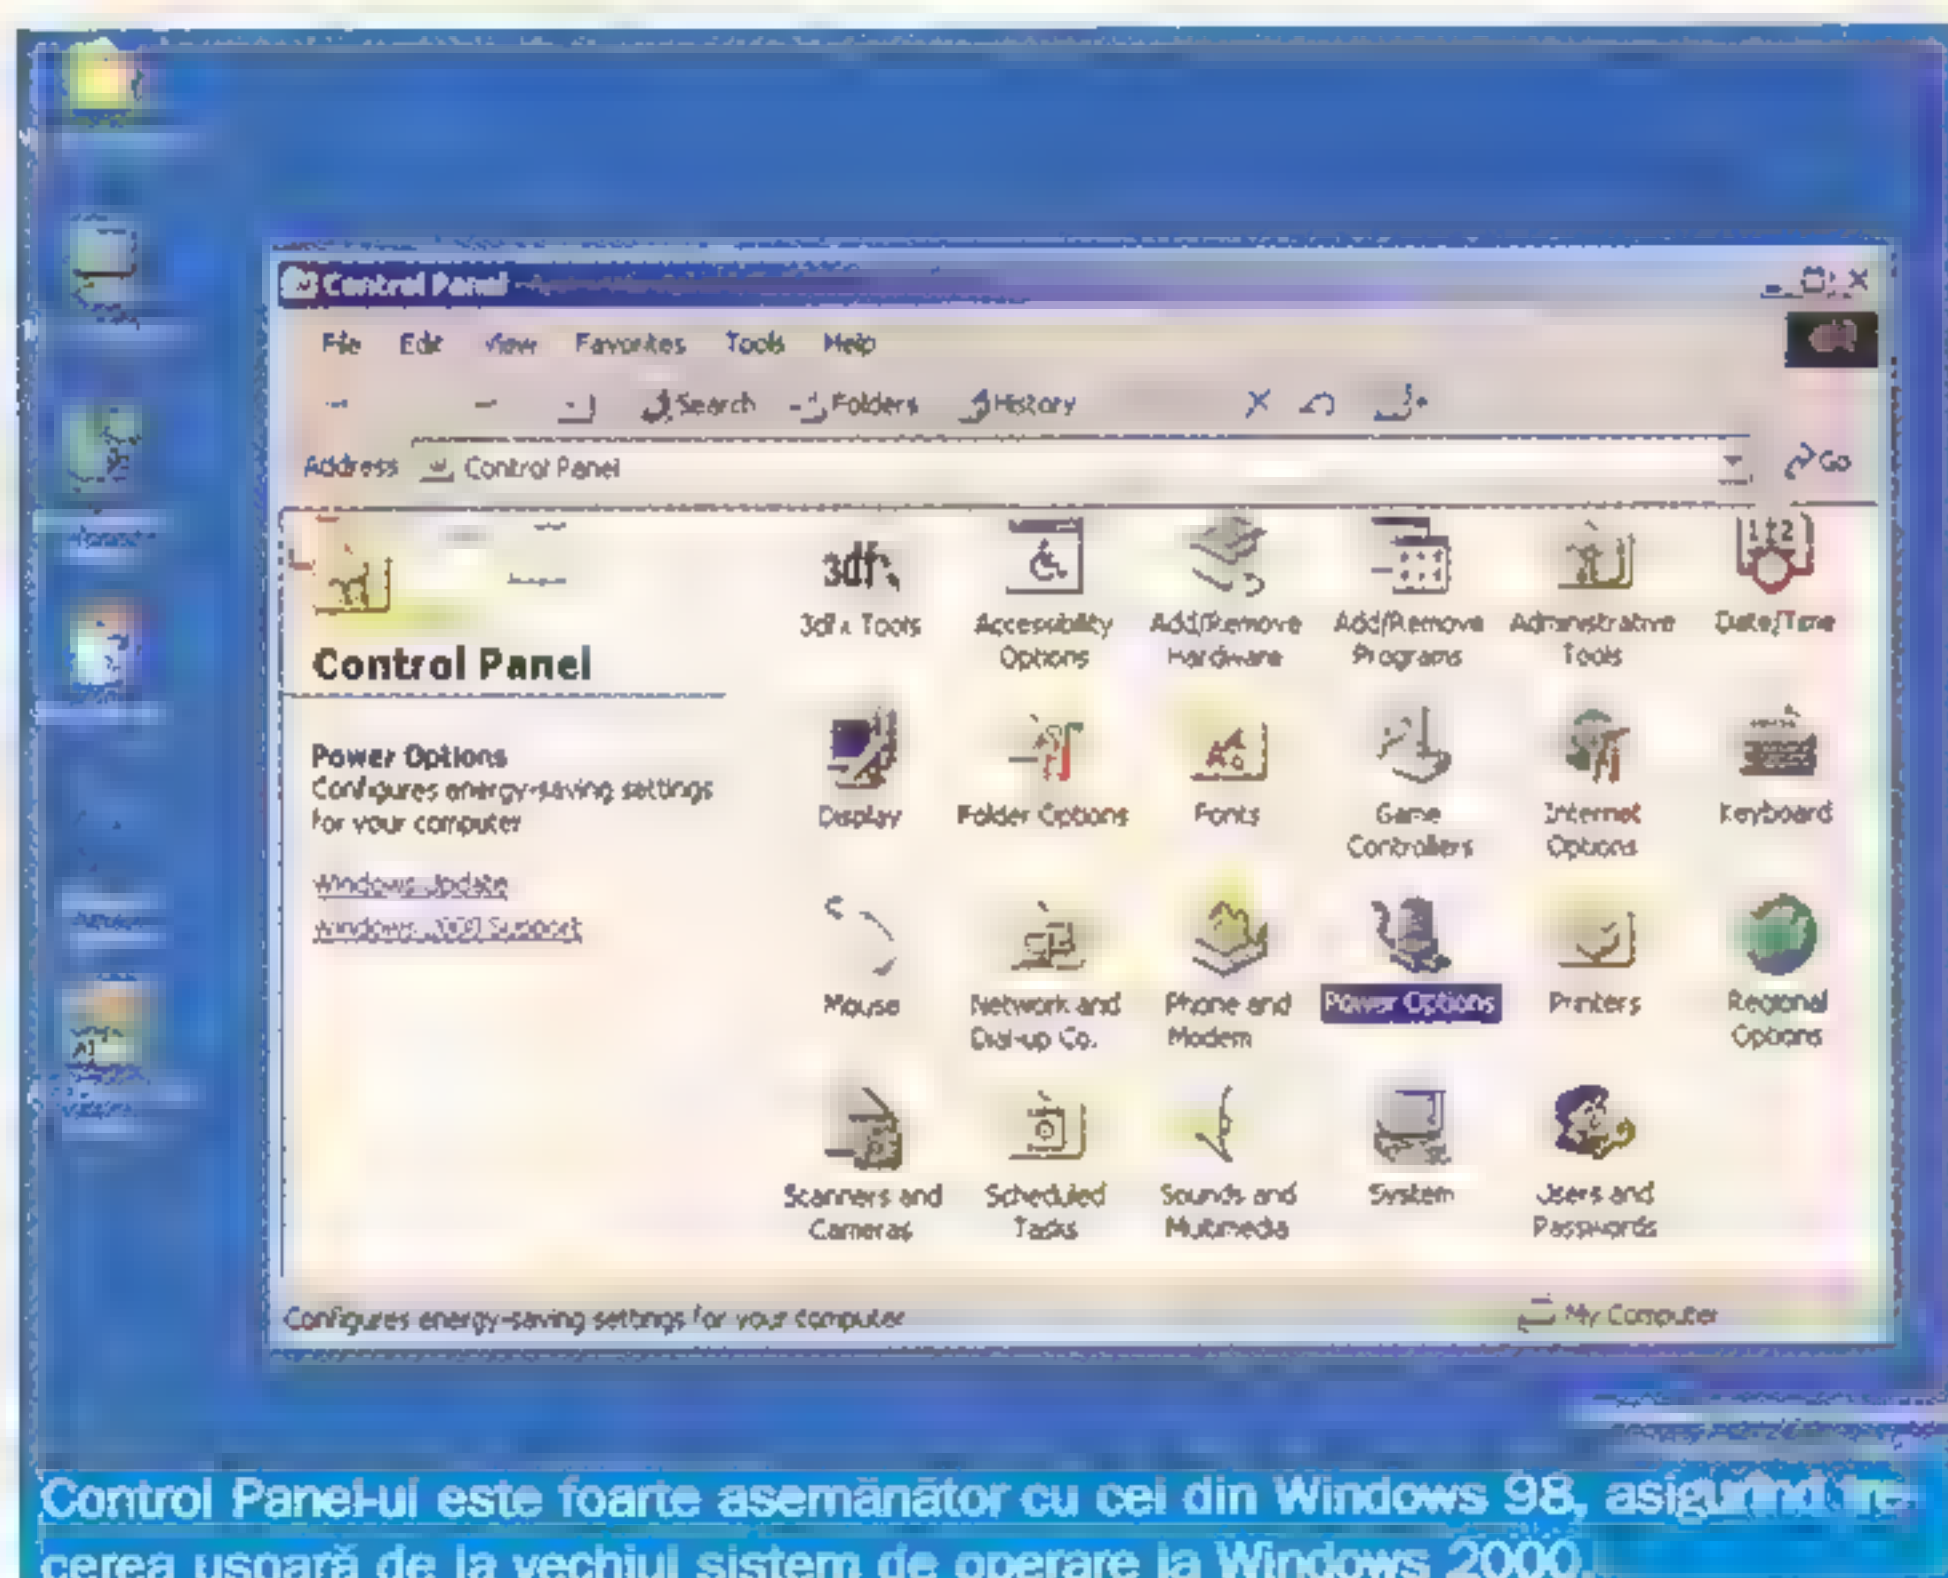 Control Panel
File Edit View Favorites Tools Help
Search Folders History
Address Control Panel Go
3dfx Tools
Accessibility
Options
Add/Remove
Hardware
Add/Remove
Programs
Administrative
Tools
Date/Time
Control Panel
Power Options
Configures energy-saving settings
for your computer
Windows Update
Windows 2000 Support
Display
Folder Options
Fonts
Game
Controllers
Internet
Options
Keyboard
Mouse
Network and
Dial-up Co.
Phone and
Modem
Power Options
Printers
Regional
Options
Scanners and
Cameras
Scheduled
Tasks
Sounds and
Multimedia
System
Users and
Passwords
Configures energy-saving settings for your computer My Computer
Control Panel-ul este foarte asemănător cu cel din Windows 98, asigurînd tre-
cerea ușoară de la vechiul sistem de operare la Windows 2000.